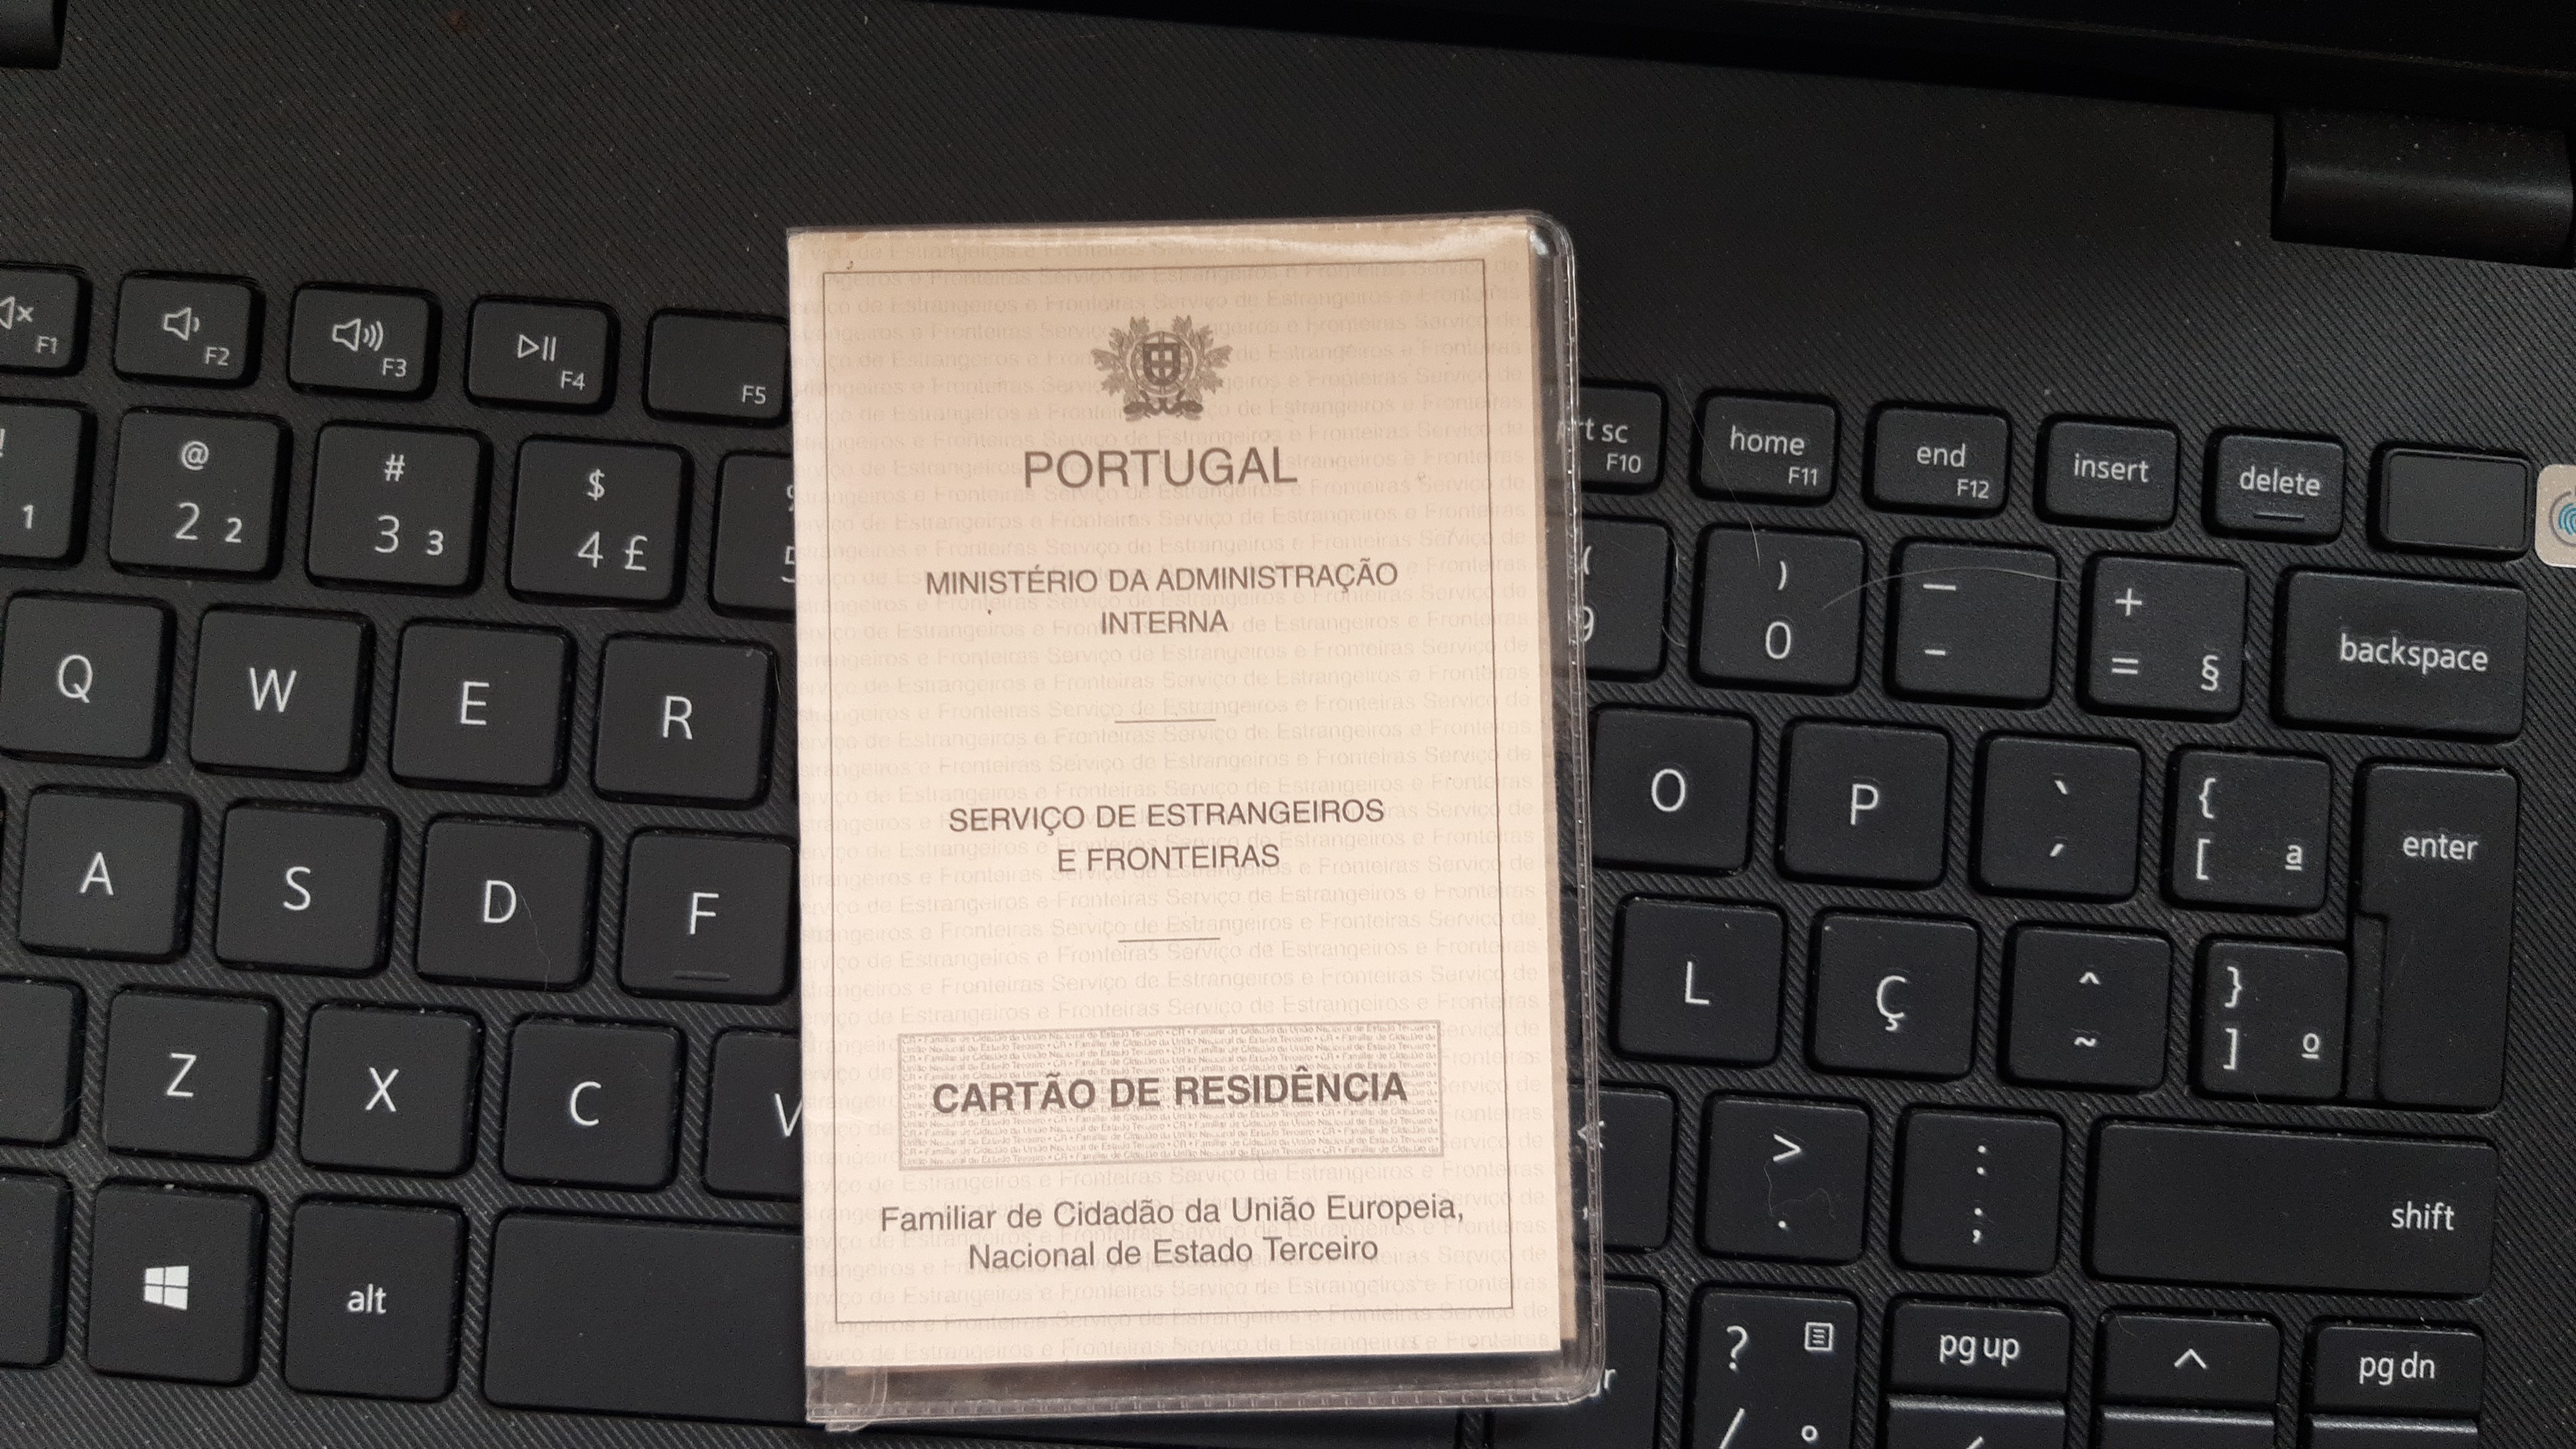 PORTUGAL
MINISTÉRIO DA ADMINISTRAÇÃO
INTERNA
SERVIÇO DE ESTRANGEIROS
E FRONTEIRAS
CARTÃO DE RESIDÊNCIA
Familiar de Cidadão da União Europeia,
Nacional de Estado Terceiro
F1 F2 F3 F4 F5
prt sc F10 home F11 end F12 insert delete
! 1 @ 2 2 # 3 3 $ 4 £
( 9 ) 0 — - + = § backspace
Q W E R
O P ` ´ { [ ª enter
A S D F
L Ç ^ ~ } ] º
Z X C V
< > . : ; shift
alt
? / ° pg up ^ pg dn